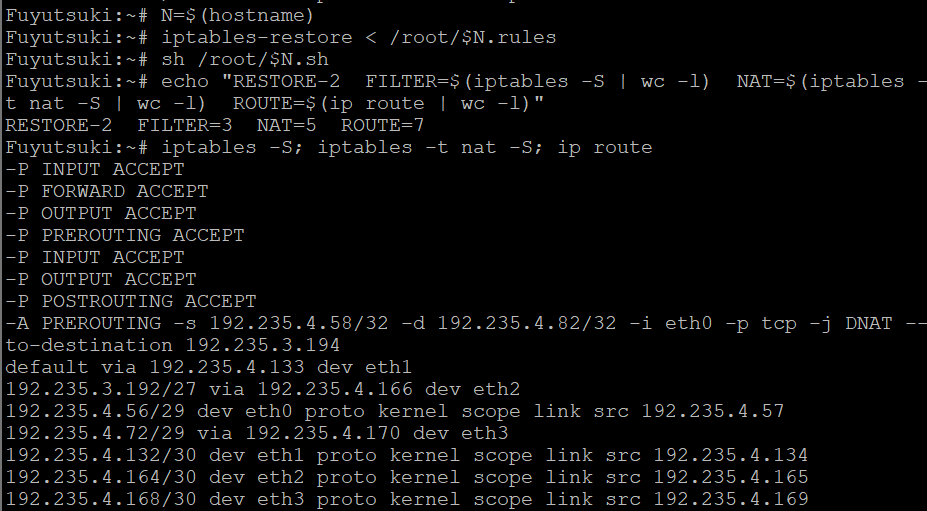 Fuyutsuki:~# N=$(hostname)
Fuyutsuki:~# iptables-restore < /root/$N.rules
Fuyutsuki:~# sh /root/$N.sh
Fuyutsuki:~# echo "RESTORE-2  FILTER=$(iptables -S | wc -l)  NAT=$(iptables -
t nat -S | wc -l)  ROUTE=$(ip route | wc -l)"
RESTORE-2  FILTER=3  NAT=5  ROUTE=7
Fuyutsuki:~# iptables -S; iptables -t nat -S; ip route
-P INPUT ACCEPT
-P FORWARD ACCEPT
-P OUTPUT ACCEPT
-P PREROUTING ACCEPT
-P INPUT ACCEPT
-P OUTPUT ACCEPT
-P POSTROUTING ACCEPT
-A PREROUTING -s 192.235.4.58/32 -d 192.235.4.82/32 -i eth0 -p tcp -j DNAT --
to-destination 192.235.3.194
default via 192.235.4.133 dev eth1
192.235.3.192/27 via 192.235.4.166 dev eth2
192.235.4.56/29 dev eth0 proto kernel scope link src 192.235.4.57
192.235.4.72/29 via 192.235.4.170 dev eth3
192.235.4.132/30 dev eth1 proto kernel scope link src 192.235.4.134
192.235.4.164/30 dev eth2 proto kernel scope link src 192.235.4.165
192.235.4.168/30 dev eth3 proto kernel scope link src 192.235.4.169